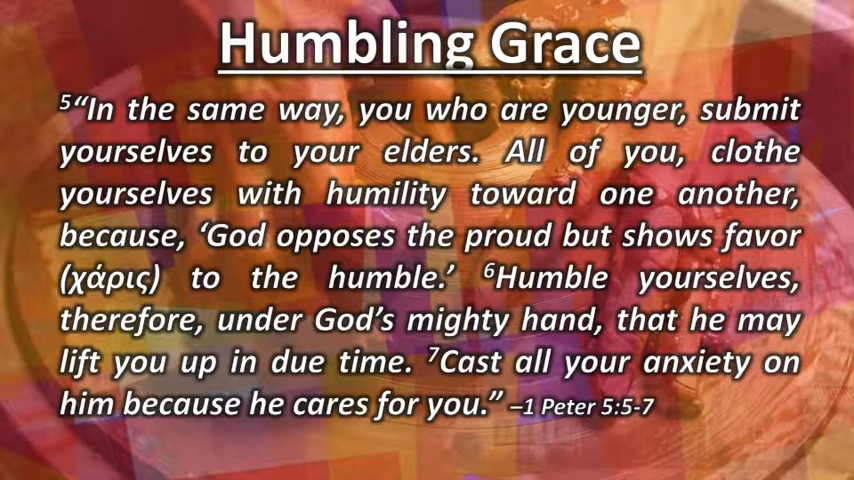 Humbling Grace
⁵“In the same way, you who are younger, submit
yourselves to your elders. All of you, clothe
yourselves with humility toward one another,
because, ‘God opposes the proud but shows favor
(χάρις) to the humble.’ ⁶Humble yourselves,
therefore, under God’s mighty hand, that he may
lift you up in due time. ⁷Cast all your anxiety on
him because he cares for you.” –1 Peter 5:5-7